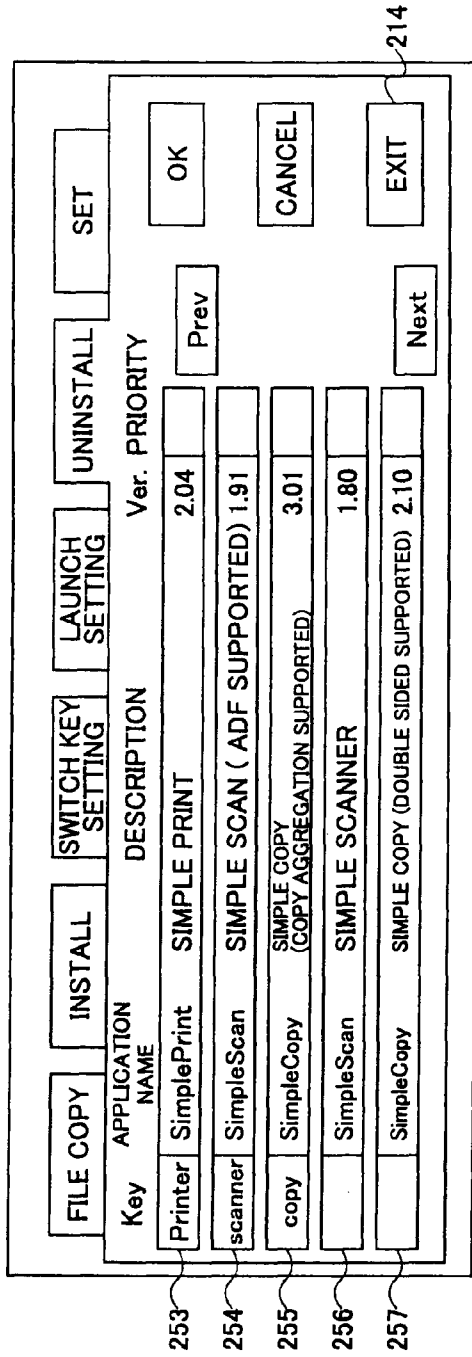 FILE COPY
INSTALL
SWITCH KEY
SETTING
LAUNCH
SETTING
UNINSTALL
SET
Key
APPLICATION
NAME
DESCRIPTION
Ver.
PRIORITY
253
Printer
SimplePrint
SIMPLE PRINT
2.04
254
scanner
SimpleScan
SIMPLE SCAN ( ADF SUPPORTED)
1.91
255
copy
SimpleCopy
SIMPLE COPY
(COPY AGGREGATION SUPPORTED)
3.01
256
SimpleScan
SIMPLE SCANNER
1.80
257
SimpleCopy
SIMPLE COPY (DOUBLE SIDED SUPPORTED)
2.10
Prev
Next
OK
CANCEL
EXIT
214